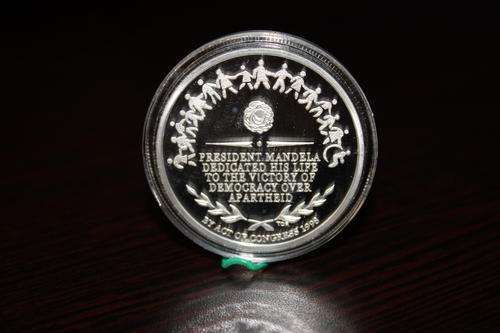 PRESIDENT MANDELA
DEDICATED HIS LIFE
TO THE VICTORY OF
DEMOCRACY OVER
APARTHEID
BY ACT OF CONGRESS 1998